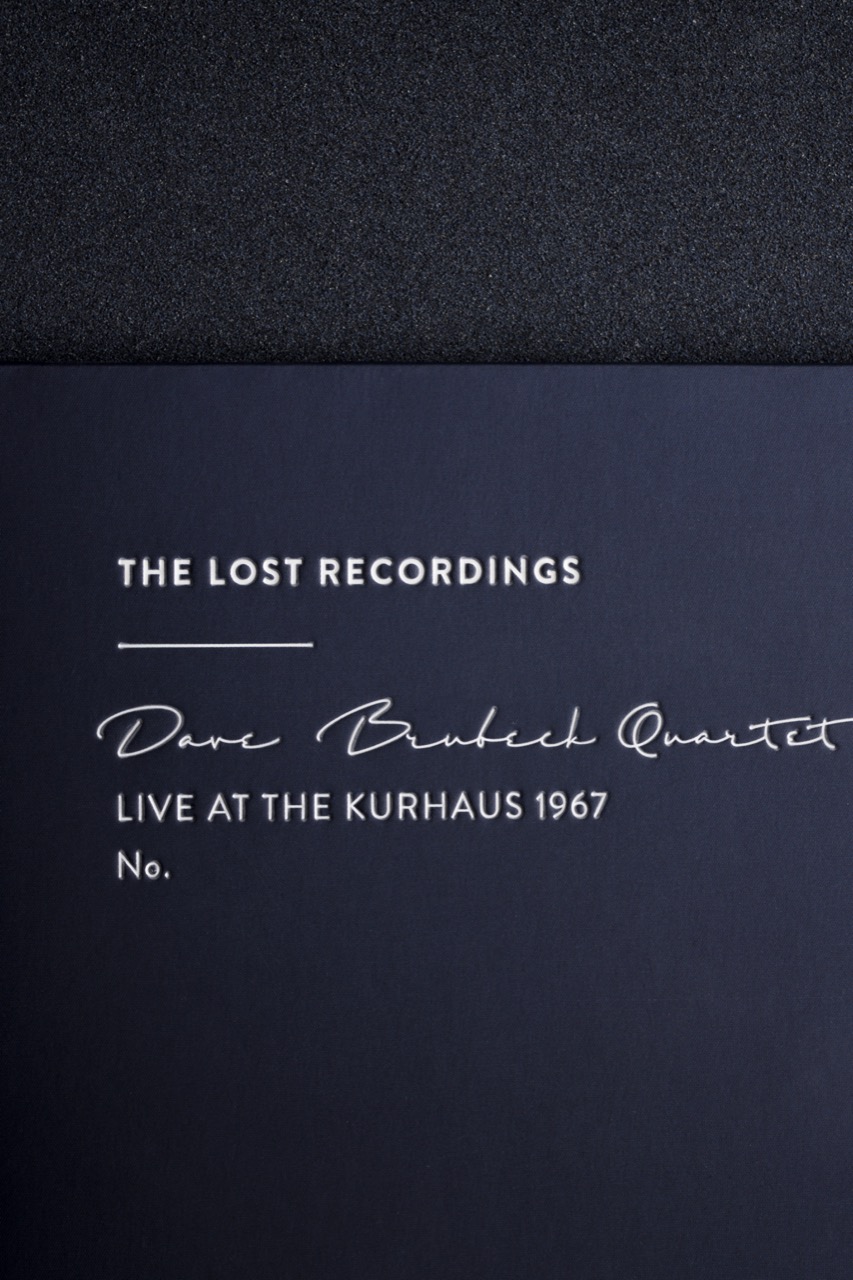 THE LOST RECORDINGS
Dave Brubeck Quartet
LIVE AT THE KURHAUS 1967
No.